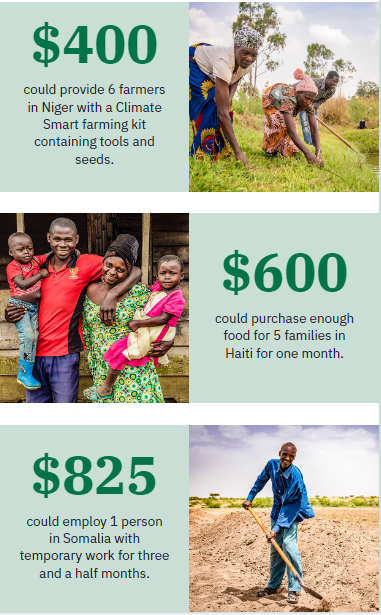 $400
could provide 6 farmers
in Niger with a Climate
Smart farming kit
containing tools and
seeds.
$600
could purchase enough
food for 5 families in
Haiti for one month.
$825
could employ 1 person
in Somalia with
temporary work for three
and a half months.